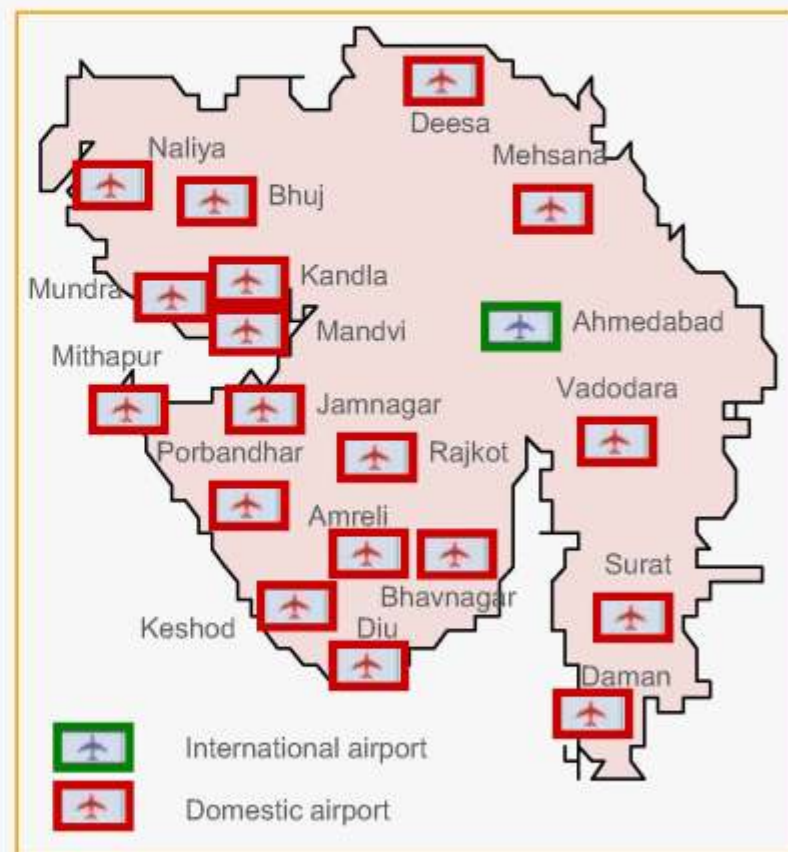 Deesa
Mehsana
Naliya
Bhuj
Kandla
Mundra
Mandvi
Ahmedabad
Mithapur
Jamnagar
Vadodara
Porbandhar
Rajkot
Amreli
Bhavnagar
Surat
Keshod
Diu
Daman
International airport
Domestic airport